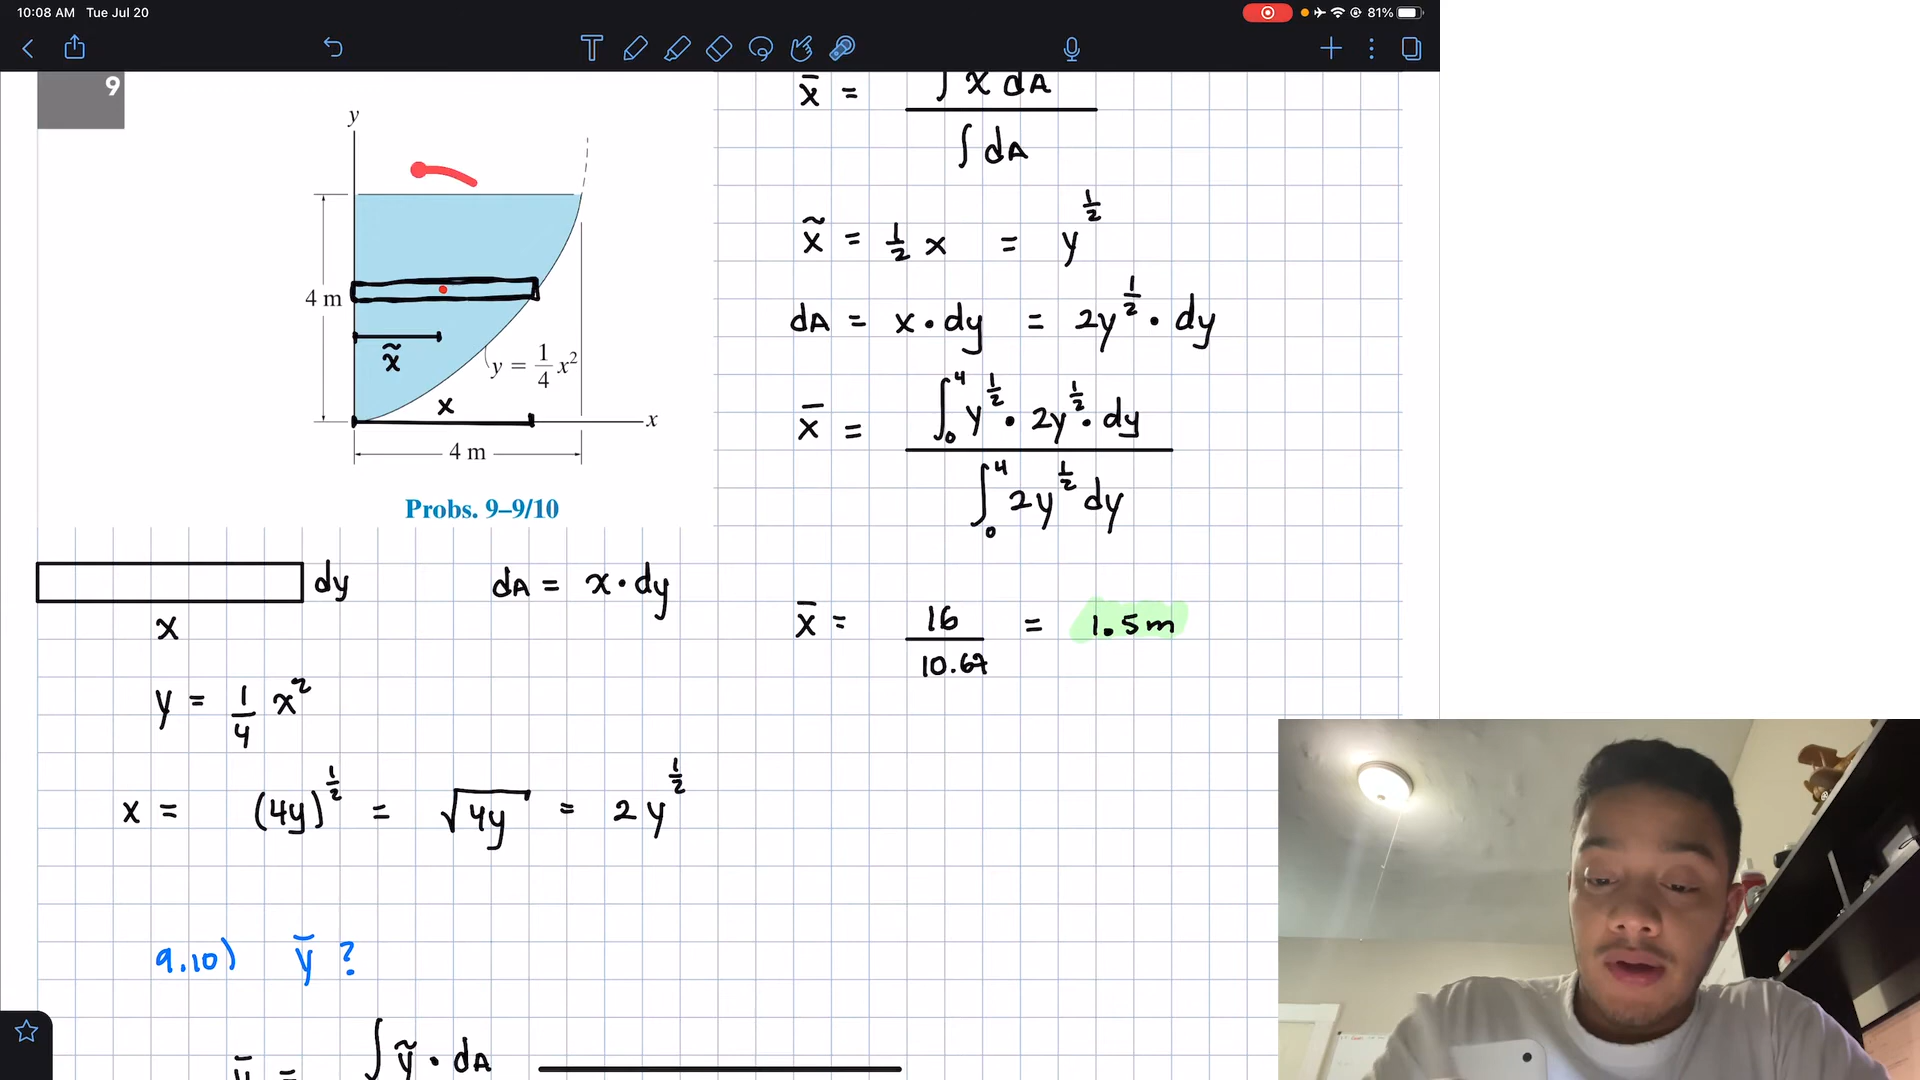 10:08 AM Tue Jul 20
81%
9
y
4 m
x̃
y = 1/4 x²
x
x
4 m
Probs. 9–9/10
dy
x
dA = x · dy
y = 1/4 x²
x = (4y)^1/2 = √4y = 2y^1/2
9.10) ȳ ?
∫ ỹ · dA
x̄ = ∫ x dA / ∫ dA
x̃ = 1/2 x = y^1/2
dA = x · dy = 2y^1/2 · dy
x̄ = ∫₀⁴ y^1/2 · 2y^1/2 · dy / ∫₀⁴ 2y^1/2 dy
x̄ = 16 / 10.67 = 1.5m